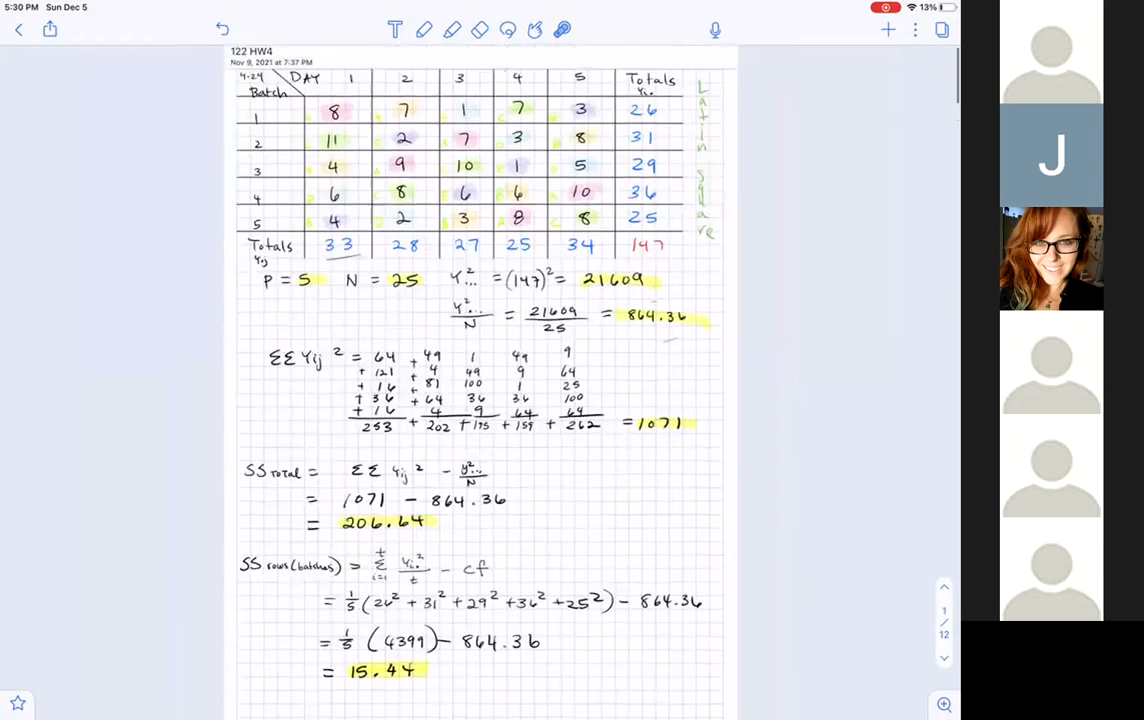 5:30 PM Sun Dec 5
13%
122 HW4
Nov 9, 2021 at 7:37 PM
4.24 DAY 1 2 3 4 5 Totals
Batch Yi.
1 8 7 1 7 3 26
2 11 2 7 3 8 31
3 4 9 10 1 5 29
4 6 8 6 6 10 36
5 4 2 3 8 8 25
Totals 33 28 27 25 34 147
Y.j
Latin square
P = 5 N = 25 Y²... = (147)² = 21609
Y².../N = 21609/25 = 864.36
ΣΣ Yij² = 64 + 49 1 49 9
+ 121 + 4 49 9 64
+ 16 + 81 100 1 25
+ 36 + 64 36 36 100
+ 16 4 9 64 64
253 + 202 + 195 + 159 + 262 = 1071
SS Total = ΣΣ Yij² - y².../N
= 1071 - 864.36
= 206.64
SS rows(batches) = Σ t i=1 Yi.²/t - cf
= 1/5 (26² + 31² + 29² + 36² + 25²) - 864.36
= 1/5 (4399) - 864.36
= 15.44
J
1
/
12